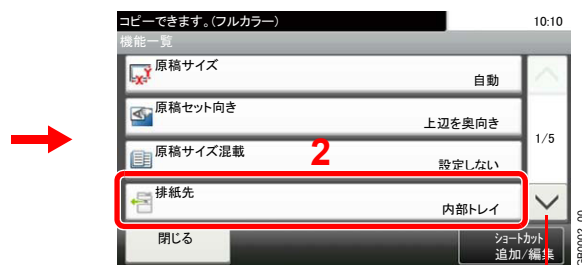 コピーできます。(フルカラー)
10:10
機能一覧
原稿サイズ
自動
原稿セット向き
上辺を奥向き
1/5
原稿サイズ混載
2
設定しない
排紙先
内部トレイ
閉じる
ショートカット
追加/編集